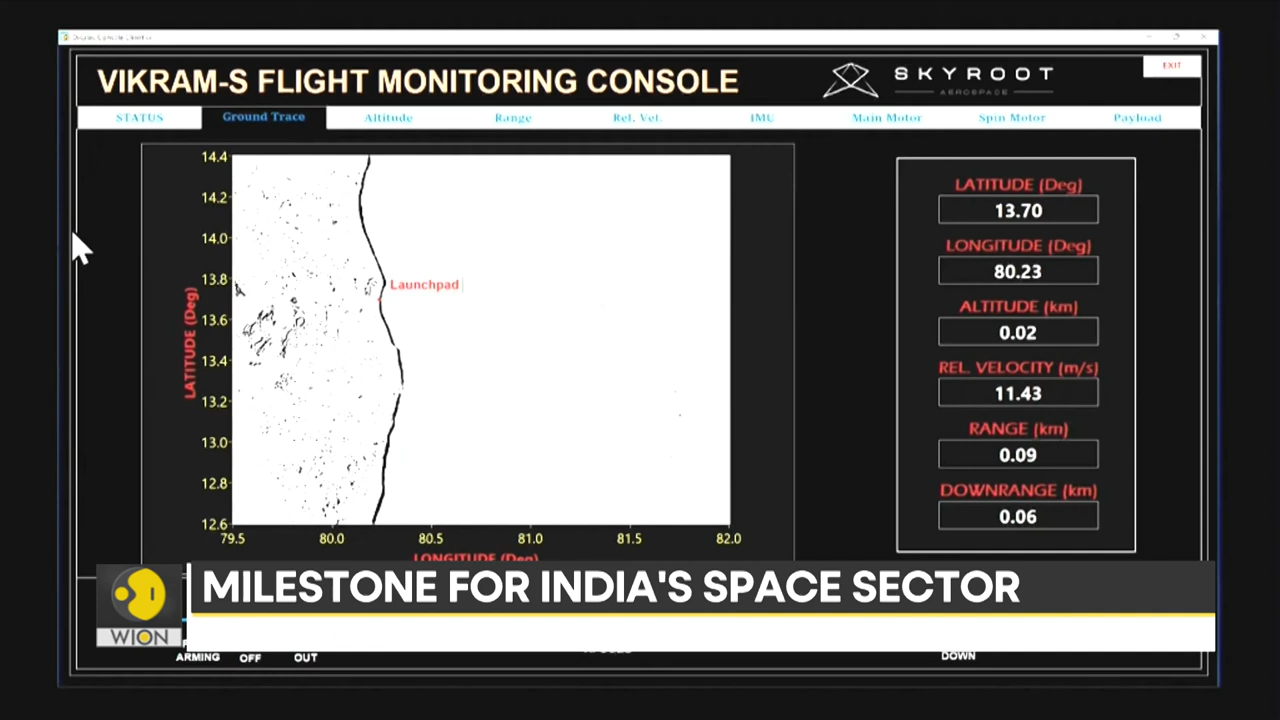 VIKRAM-S FLIGHT MONITORING CONSOLE
SKYROOT
AEROSPACE
EXIT
STATUS Ground Trace Altitude Range Rel. Vel. IMU Main Motor Spin Motor Payload
14.4
14.2
14.0
13.8
13.6
13.4
13.2
13.0
12.8
12.6
LATITUDE (Deg)
Launchpad
79.5 80.0 80.5 81.0 81.5 82.0
LONGITUDE (Deg)
LATITUDE (Deg)
13.70
LONGITUDE (Deg)
80.23
ALTITUDE (km)
0.02
REL. VELOCITY (m/s)
11.43
RANGE (km)
0.09
DOWNRANGE (km)
0.06
MILESTONE FOR INDIA'S SPACE SECTOR
WION
ARMING OFF OUT DOWN